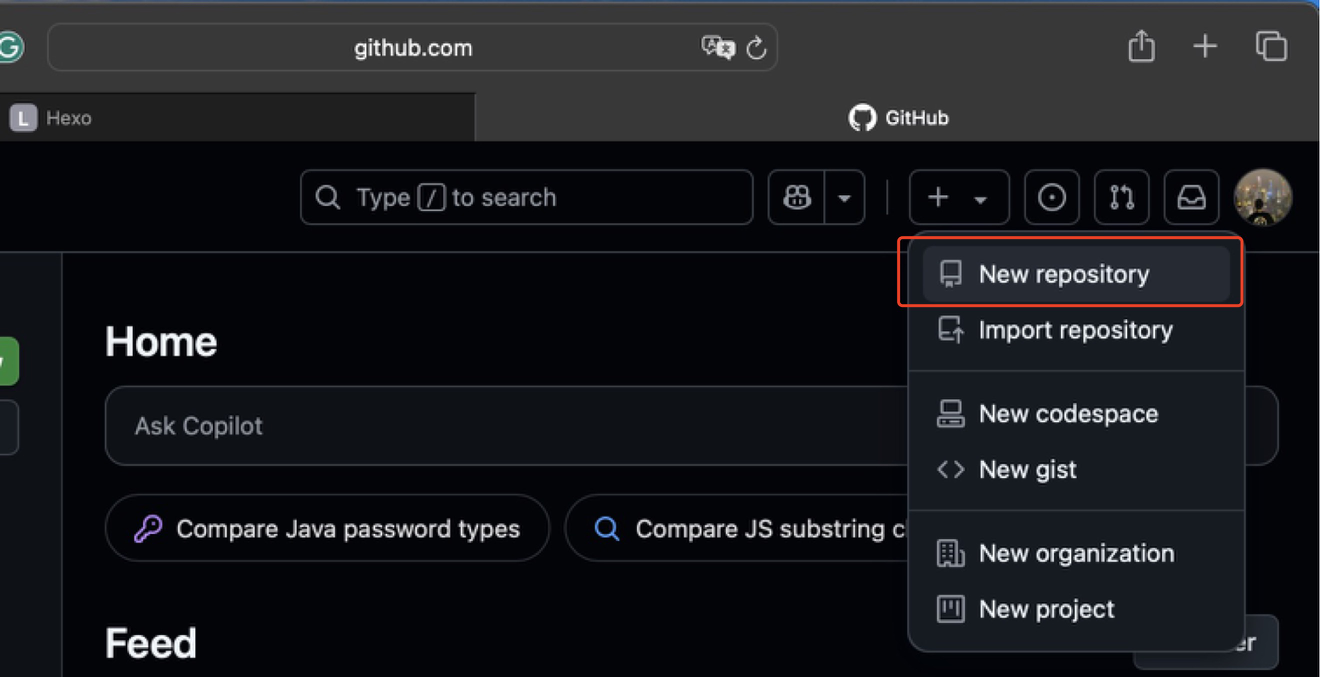 github.com
L Hexo
GitHub
Type / to search
New repository
Import repository
Home
New codespace
Ask Copilot
New gist
Compare Java password types
Compare JS substring
New organization
New project
Feed